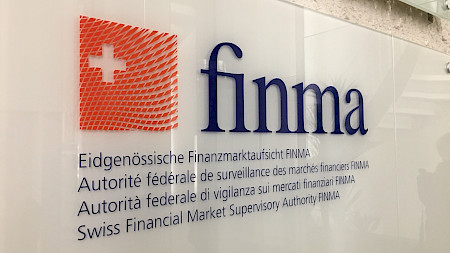 finma
Eidgenössische Finanzmarktaufsicht FINMA
Autorité fédérale de surveillance des marchés financiers FINMA
Autorità federale di vigilanza sui mercati finanziari FINMA
Swiss Financial Market Supervisory Authority FINMA